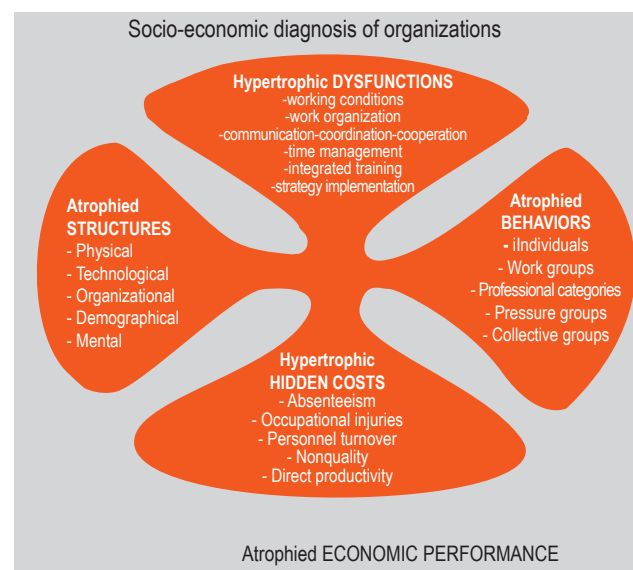 Socio-economic diagnosis of organizations
Hypertrophic DYSFUNCTIONS
-working conditions
-work organization
-communication-coordination-cooperation
-time management
-integrated training
-strategy implementation
Atrophied
STRUCTURES
- Physical
- Technological
- Organizational
- Demographical
- Mental
Atrophied
BEHAVIORS
- iIndividuals
- Work groups
- Professional categories
- Pressure groups
- Collective groups
Hypertrophic
HIDDEN COSTS
- Absenteeism
- Occupational injuries
- Personnel turnover
- Nonquality
- Direct productivity
Atrophied ECONOMIC PERFORMANCE